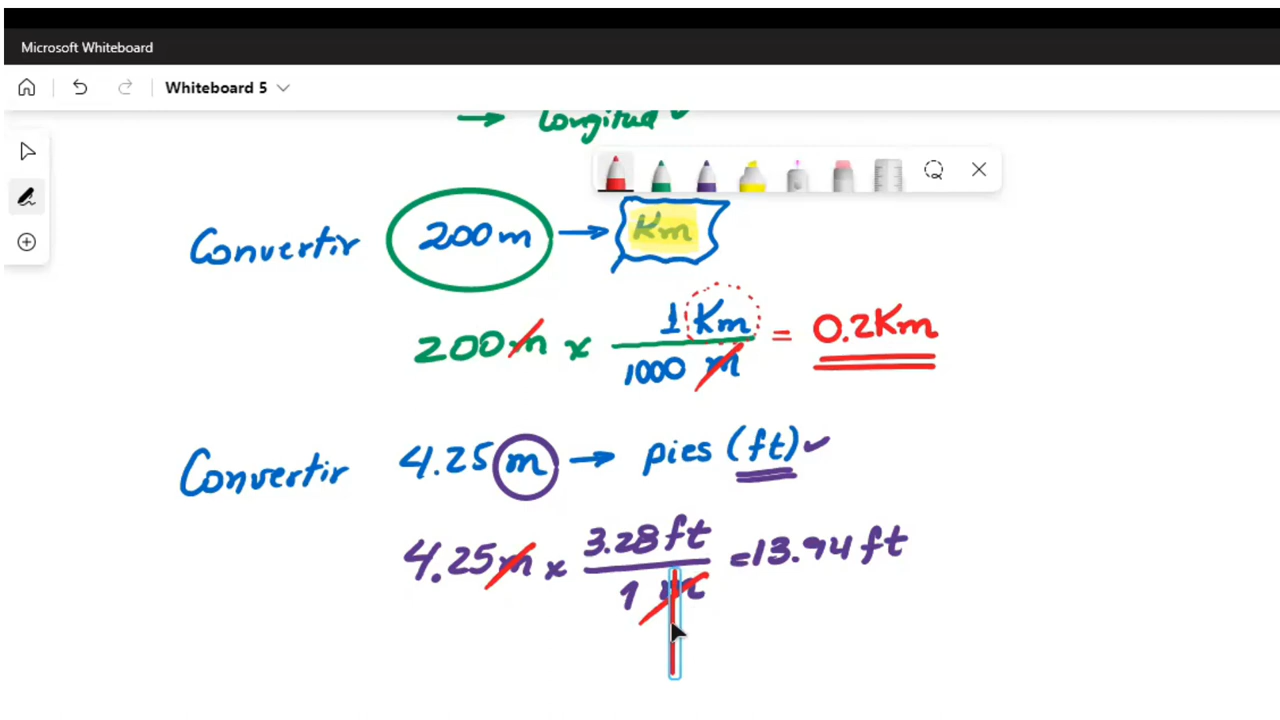 Microsoft Whiteboard
Whiteboard 5
→ Longitud ✓
Convertir 200m → Km
200m x 1 Km / 1000 m = 0.2Km
Convertir 4.25 m → pies (ft) ✓
4.25m x 3.28ft / 1 m = 13.94 ft